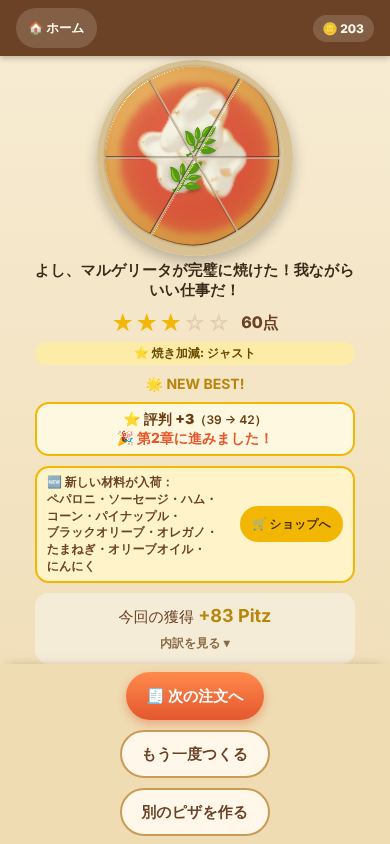 🏠 ホーム
🪙 203
よし、マルゲリータが完璧に焼けた！我ながら
いい仕事だ！
★★★☆☆ 60点
⭐ 焼き加減: ジャスト
🌟 NEW BEST!
⭐ 評判 +3（39 → 42）
🎉 第2章に進みました！
🆕 新しい材料が入荷：
ペパロニ・ソーセージ・ハム・
コーン・パイナップル・
ブラックオリーブ・オレガノ・
たまねぎ・オリーブオイル・
にんにく
🛒 ショップへ
今回の獲得 +83 Pitz
内訳を見る ▾
🧾 次の注文へ
もう一度つくる
別のピザを作る